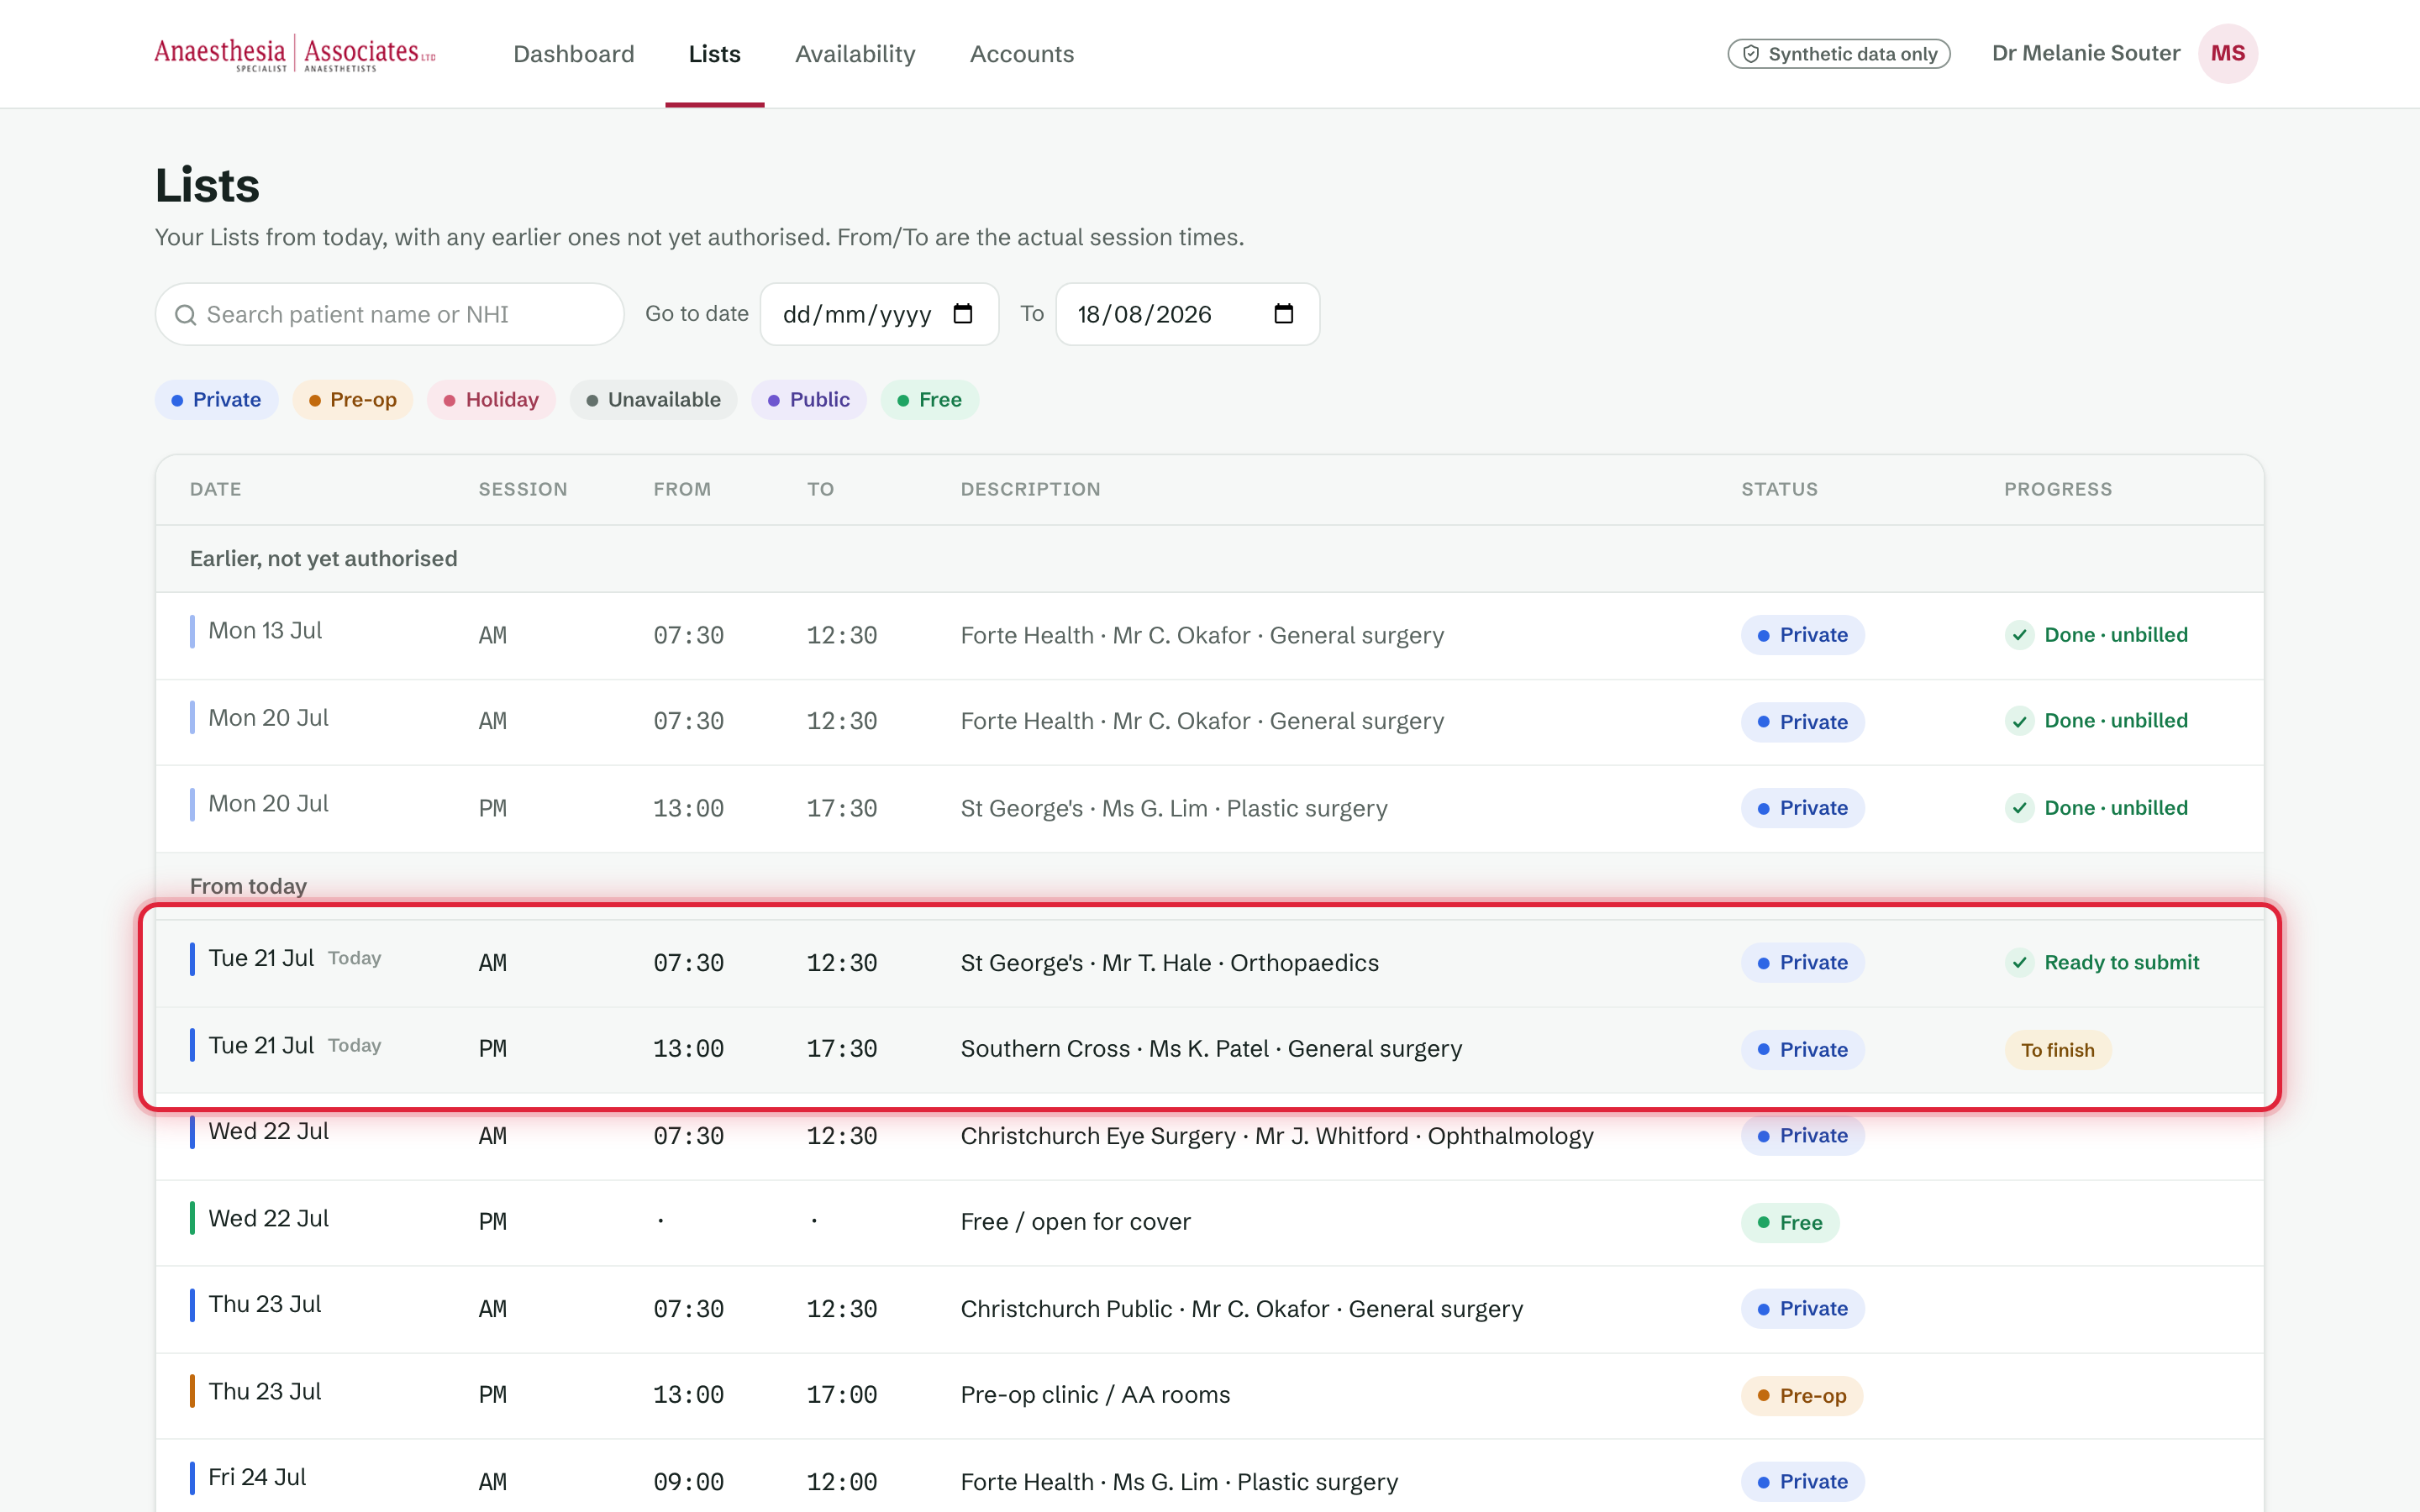 Anaesthesia Associates LTD
SPECIALIST ANAESTHETISTS
Dashboard Lists Availability Accounts
Synthetic data only Dr Melanie Souter MS
Lists
Your Lists from today, with any earlier ones not yet authorised. From/To are the actual session times.
Search patient name or NHI Go to date dd/mm/yyyy To 18/08/2026
Private Pre-op Holiday Unavailable Public Free
DATE SESSION FROM TO DESCRIPTION STATUS PROGRESS
Earlier, not yet authorised
Mon 13 Jul AM 07:30 12:30 Forte Health · Mr C. Okafor · General surgery Private Done · unbilled
Mon 20 Jul AM 07:30 12:30 Forte Health · Mr C. Okafor · General surgery Private Done · unbilled
Mon 20 Jul PM 13:00 17:30 St George's · Ms G. Lim · Plastic surgery Private Done · unbilled
From today
Tue 21 Jul Today AM 07:30 12:30 St George's · Mr T. Hale · Orthopaedics Private Ready to submit
Tue 21 Jul Today PM 13:00 17:30 Southern Cross · Ms K. Patel · General surgery Private To finish
Wed 22 Jul AM 07:30 12:30 Christchurch Eye Surgery · Mr J. Whitford · Ophthalmology Private
Wed 22 Jul PM · · Free / open for cover Free
Thu 23 Jul AM 07:30 12:30 Christchurch Public · Mr C. Okafor · General surgery Private
Thu 23 Jul PM 13:00 17:00 Pre-op clinic / AA rooms Pre-op
Fri 24 Jul AM 09:00 12:00 Forte Health · Ms G. Lim · Plastic surgery Private